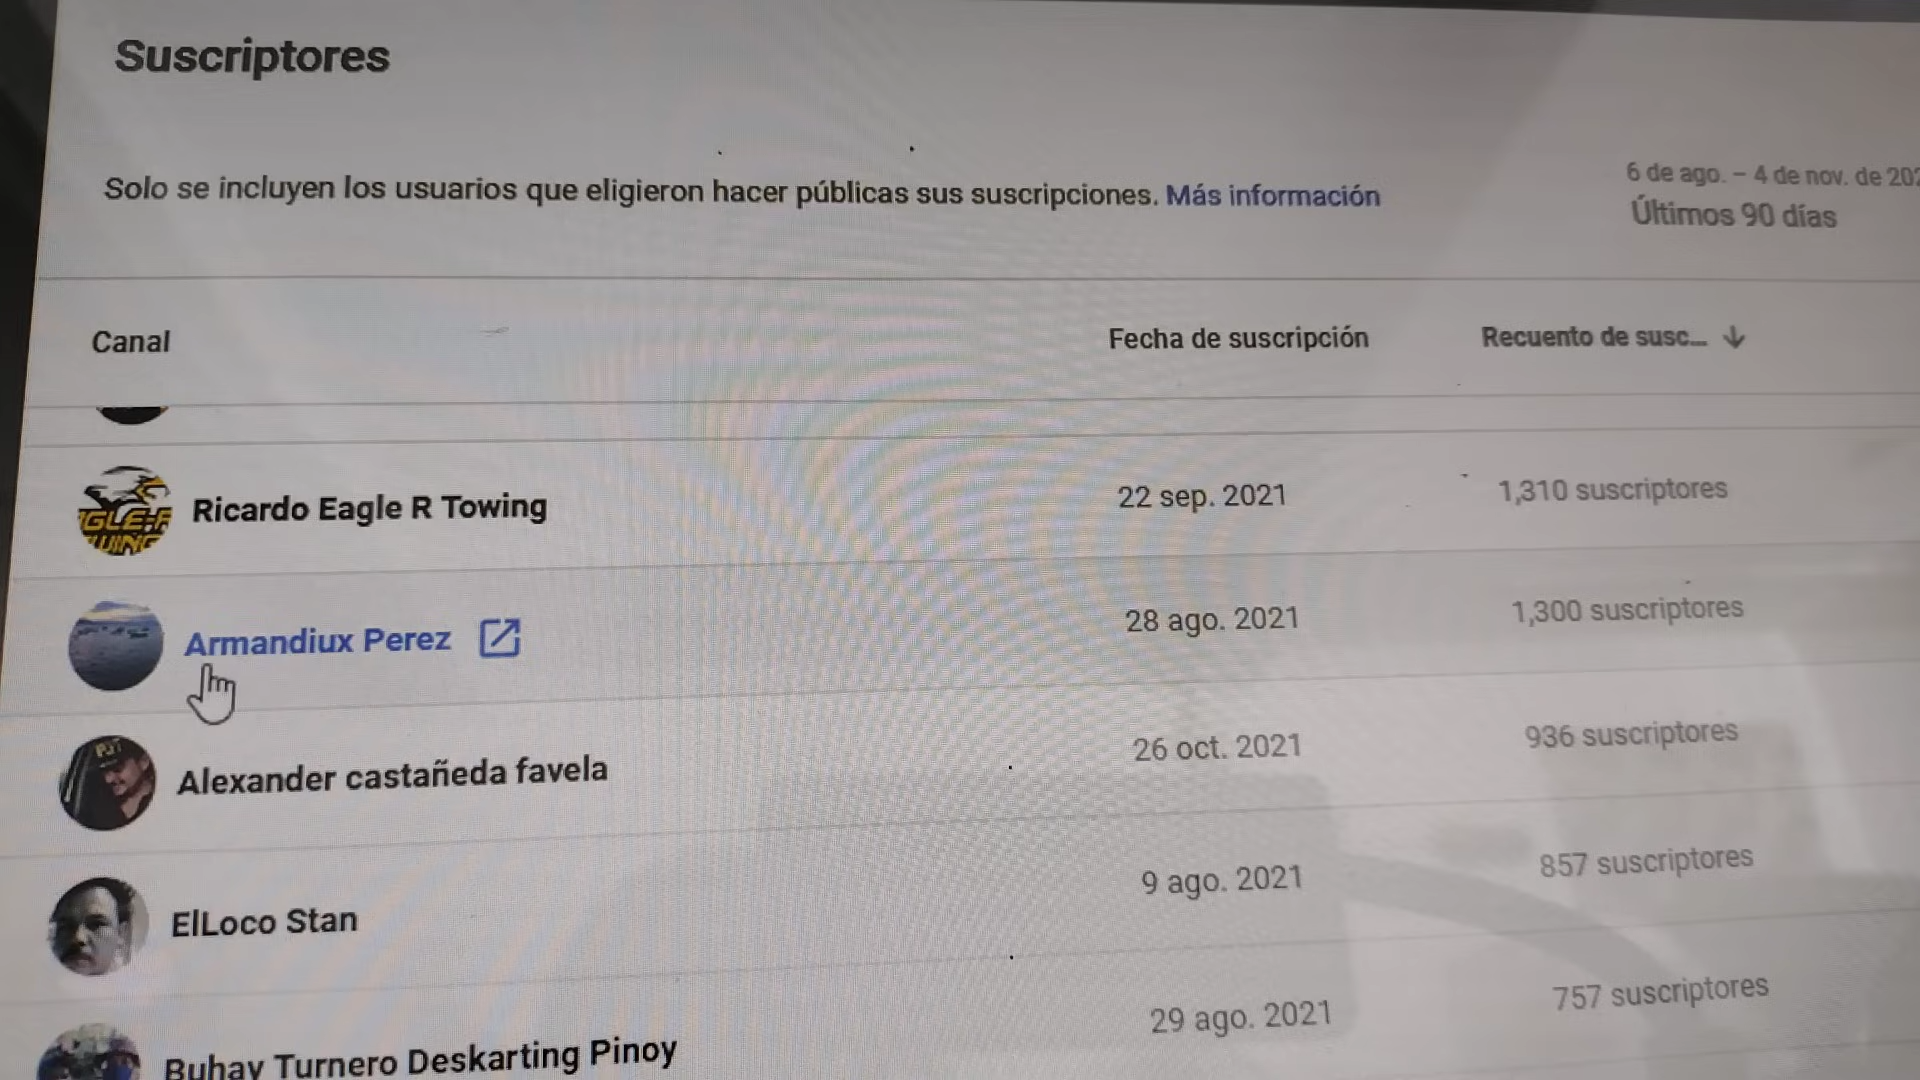 Suscriptores
Solo se incluyen los usuarios que eligieron hacer públicas sus suscripciones. Más información
6 de ago. – 4 de nov. de 202
Últimos 90 días
Canal
Fecha de suscripción
Recuento de susc...
GLE-R
WING
Ricardo Eagle R Towing
22 sep. 2021
1,310 suscriptores
Armandiux Perez
28 ago. 2021
1,300 suscriptores
Alexander castañeda favela
26 oct. 2021
936 suscriptores
ElLoco Stan
9 ago. 2021
857 suscriptores
Buhay Turnero Deskarting Pinoy
29 ago. 2021
757 suscriptores